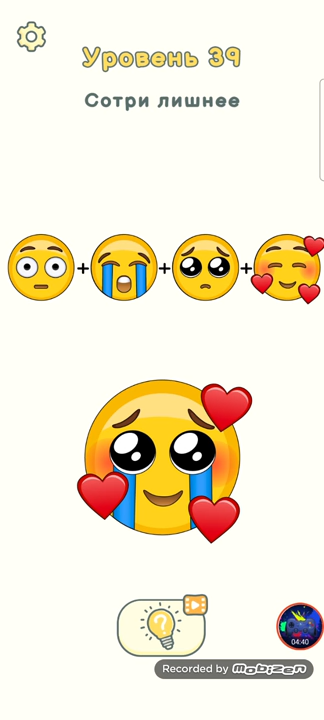 Уровень 39
Сотри лишнее
+ + +
?
04:40
Recorded by mobizen